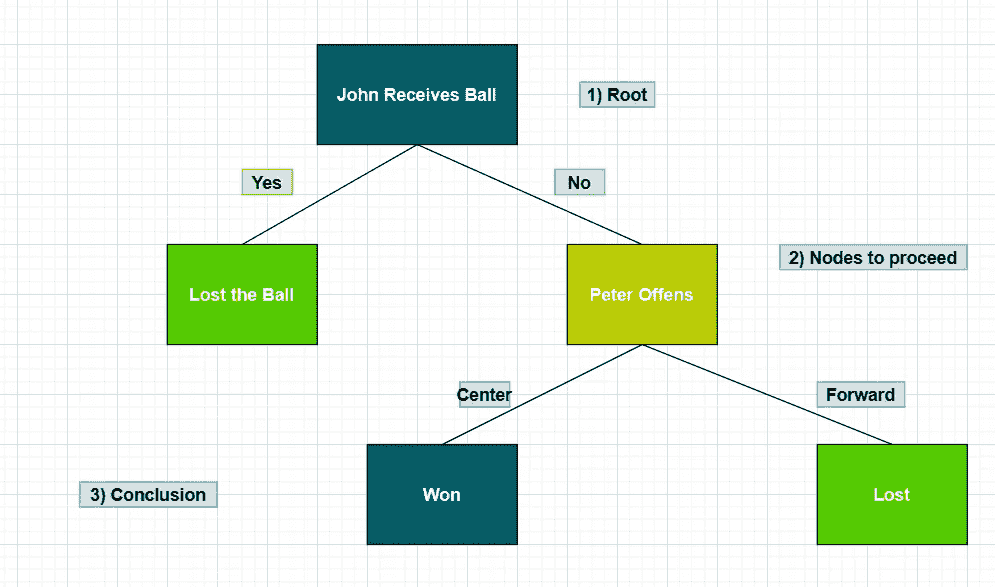 John Receives Ball
1) Root
Yes
No
2) Nodes to proceed
Lost the Ball
Peter Offens
Center
Forward
3) Conclusion
Won
Lost